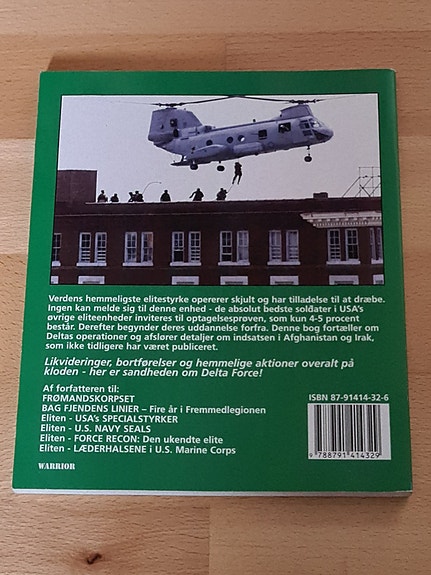 Verdens hemmeligste elitestyrke opererer skjult og har tilladelse til at dræbe.
Ingen kan melde sig til denne enhed - de absolut bedste soldater i USA's
øvrige eliteenheder inviteres til optagelsesprøven, som kun 4-5 procent
består. Derefter begynder deres uddannelse forfra. Denne bog fortæller om
Deltas operationer og afslører detaljer om indsatsen i Afghanistan og Irak,
som ikke tidligere har været publiceret.
Likvideringer, bortførelser og hemmelige aktioner overalt på
kloden - her er sandheden om Delta Force!
Af forfatteren til:
FRØMANDSKORPSET
BAG FJENDENS LINIER – Fire år i Fremmedlegionen
Eliten - USA's SPECIALSTYRKER
Eliten - U.S. NAVY SEALS
Eliten - FORCE RECON: Den ukendte elite
Eliten - LÆDERHALSENE i U.S. Marine Corps
WARRIOR
ISBN 87-91414-32-6
9 788791 414329